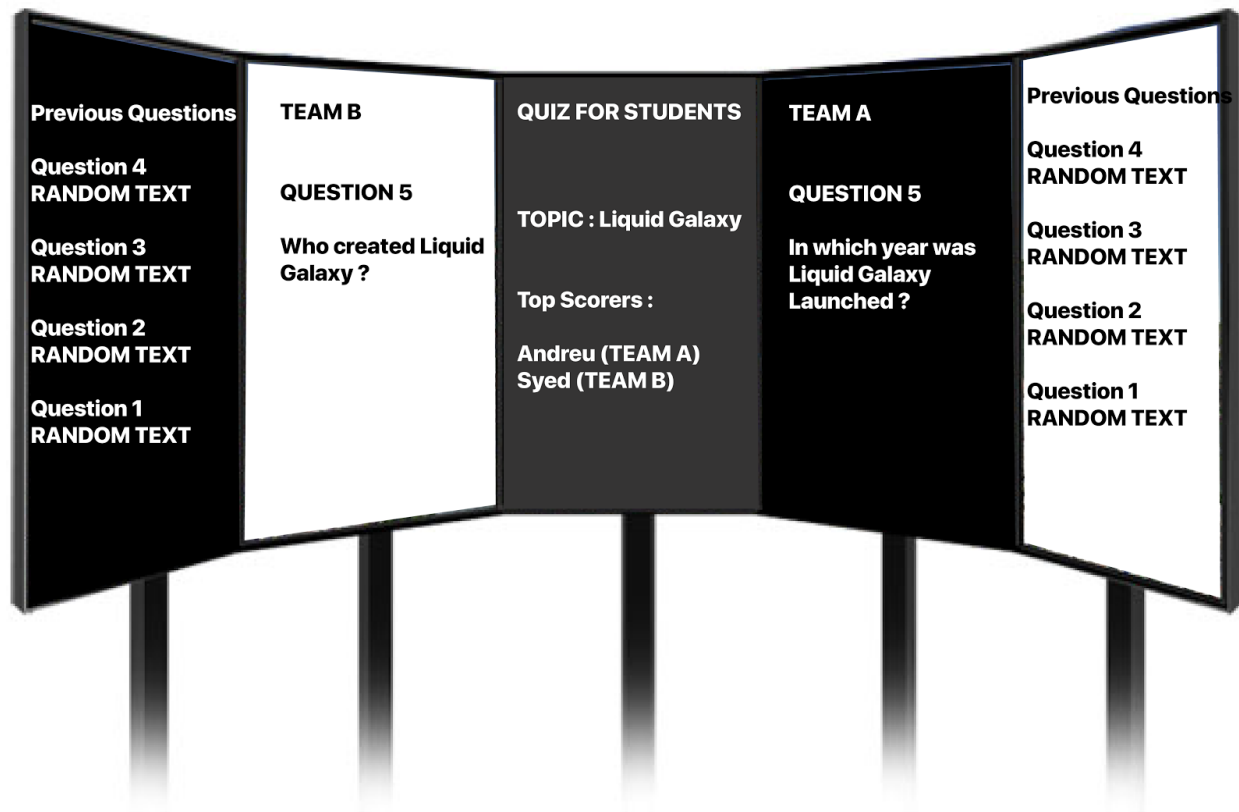 Previous Questions
Question 4
RANDOM TEXT
Question 3
RANDOM TEXT
Question 2
RANDOM TEXT
Question 1
RANDOM TEXT
TEAM B
QUESTION 5
Who created Liquid
Galaxy ?
QUIZ FOR STUDENTS
TOPIC : Liquid Galaxy
Top Scorers :
Andreu (TEAM A)
Syed (TEAM B)
TEAM A
QUESTION 5
In which year was
Liquid Galaxy
Launched ?
Previous Questions
Question 4
RANDOM TEXT
Question 3
RANDOM TEXT
Question 2
RANDOM TEXT
Question 1
RANDOM TEXT